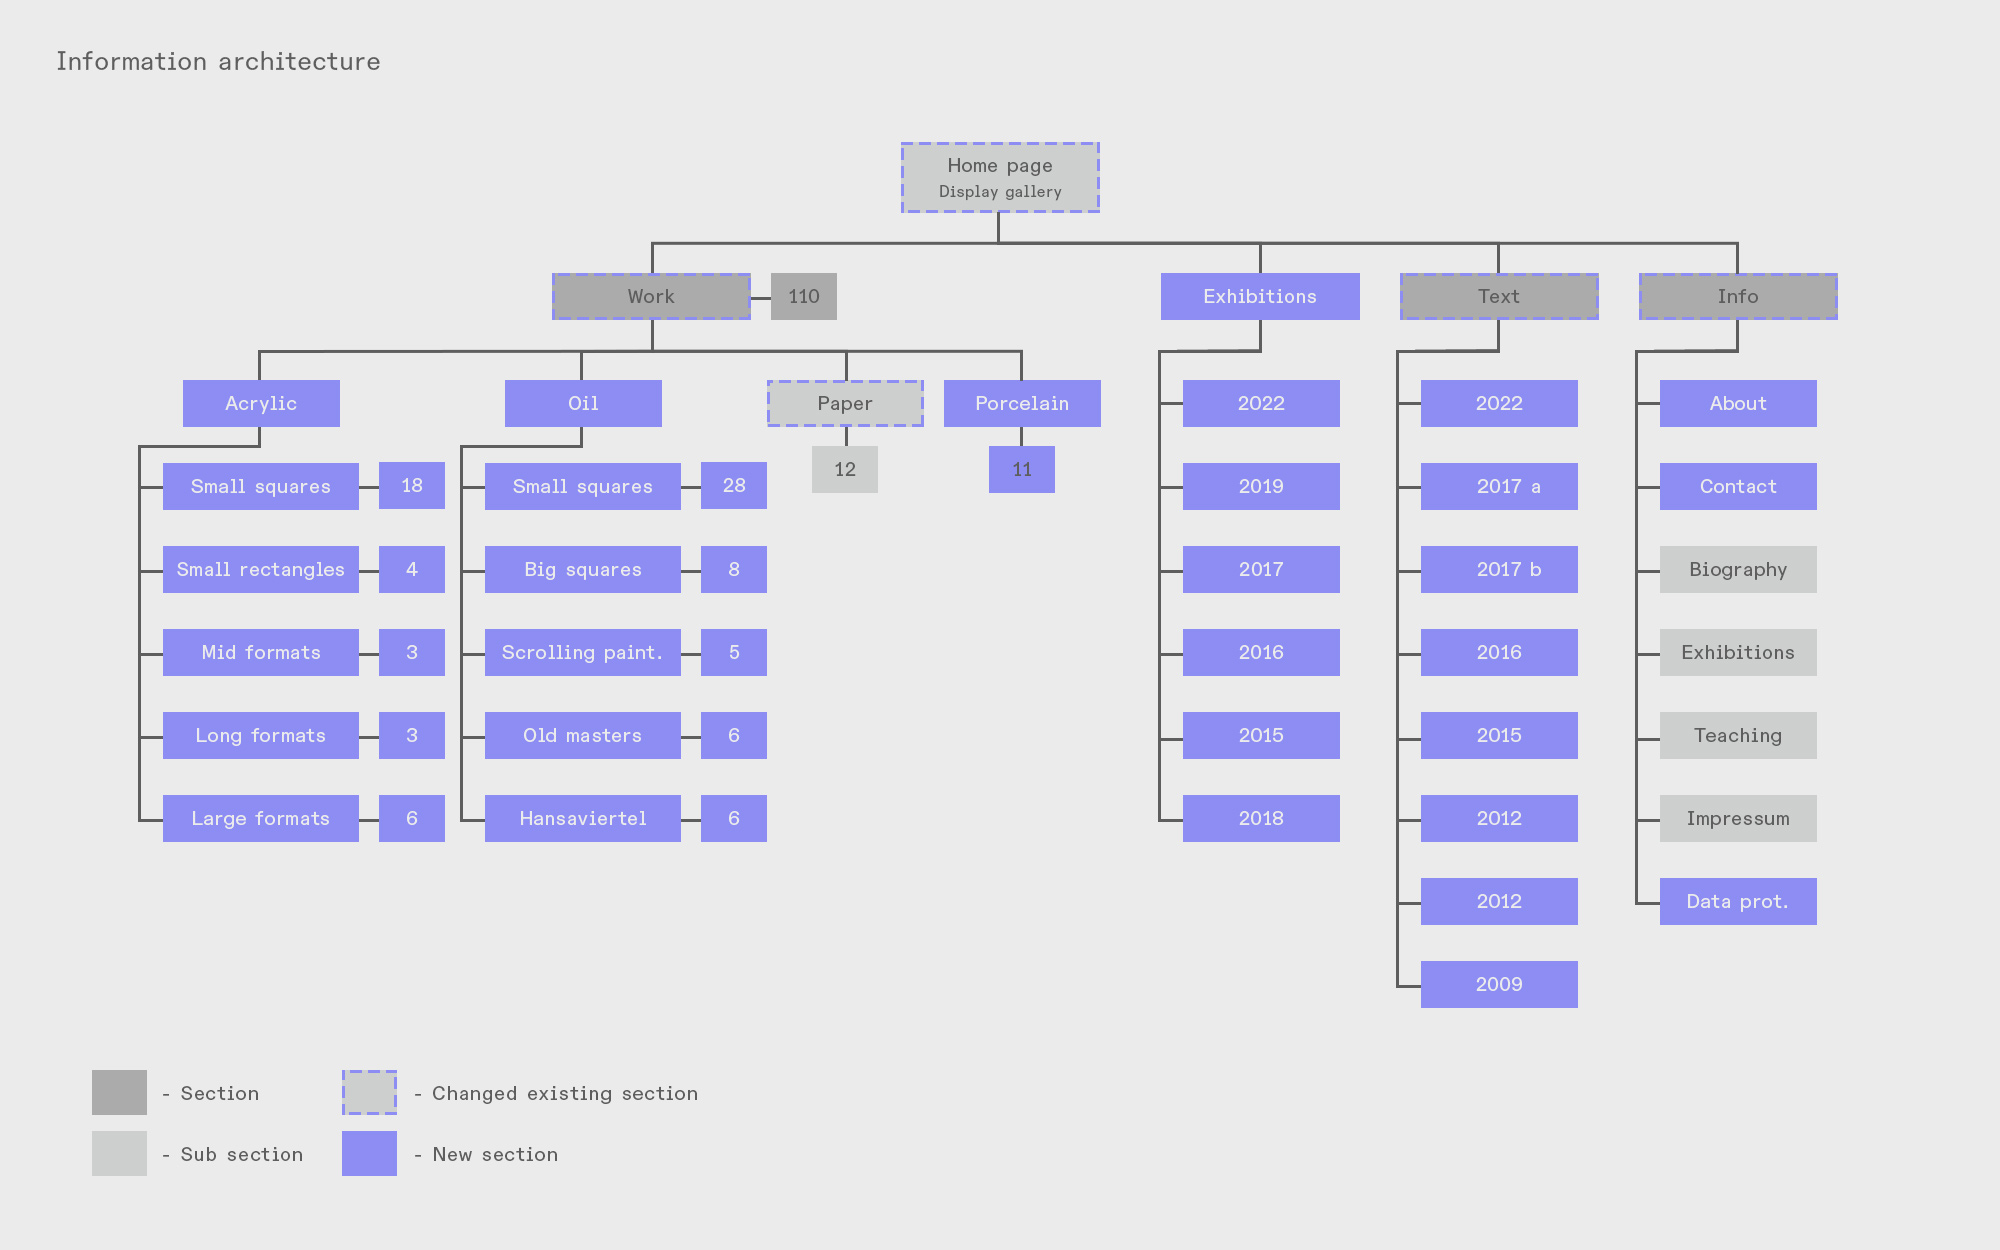 Information architecture
Home page
Display gallery
Work
110
Exhibitions
Text
Info
Acrylic
Oil
Paper
Porcelain
12
11
Small squares
18
Small rectangles
4
Mid formats
3
Long formats
3
Large formats
6
Small squares
28
Big squares
8
Scrolling paint.
5
Old masters
6
Hansaviertel
6
2022
2019
2017
2016
2015
2018
2022
2017 a
2017 b
2016
2015
2012
2012
2009
About
Contact
Biography
Exhibitions
Teaching
Impressum
Data prot.
- Section
- Changed existing section
- Sub section
- New section